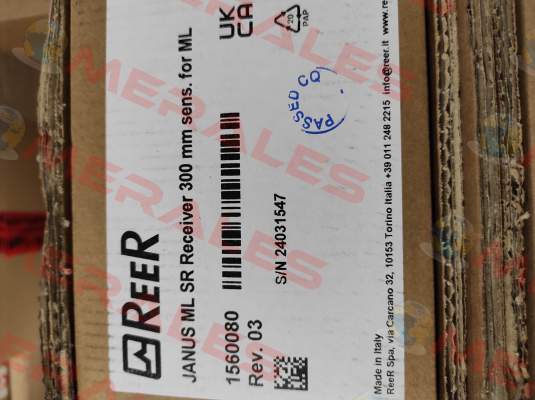 REER
JANUS ML SR Receiver 300 mm sens. for ML
1560080
Rev. 03
S/N 24031547
UK
CA
20
PAP
PASSED CQ
Made in Italy
ReeR Spa, via Carcano 32, 10153 Torino Italia +39 011 248 2215 info@reer.it www.re
MERALES